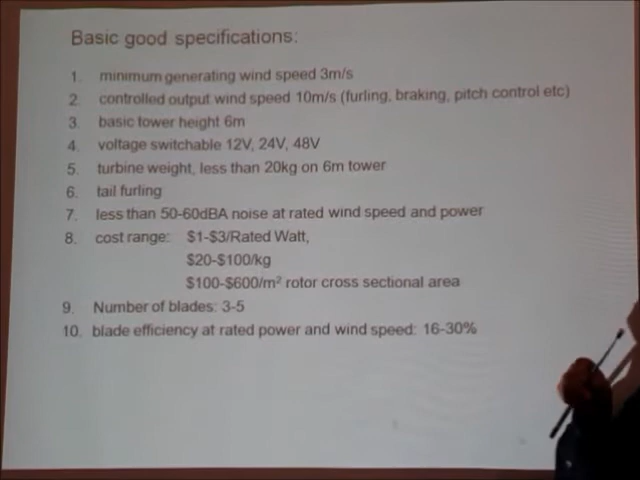 Basic good specifications:
1. minimum generating wind speed 3m/s
2. controlled output wind speed 10m/s (furling, braking, pitch control etc)
3. basic tower height 6m
4. voltage switchable 12V, 24V, 48V
5. turbine weight, less than 20kg on 6m tower
6. tail furling
7. less than 50-60dBA noise at rated wind speed and power
8. cost range: $1-$3/Rated Watt,
$20-$100/kg
$100-$600/m² rotor cross sectional area
9. Number of blades: 3-5
10. blade efficiency at rated power and wind speed: 16-30%